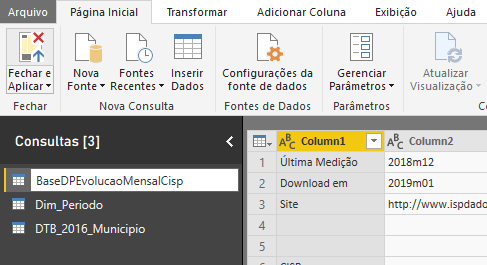 Arquivo Página Inicial Transformar Adicionar Coluna Exibição Ajuda
Fechar e Aplicar
Nova Fonte
Fontes Recentes
Inserir Dados
Configurações da fonte de dados
Gerenciar Parâmetros
Atualizar Visualização
Fechar Nova Consulta Fontes de Dados Parâmetros
Consultas [3]
BaseDPEvolucaoMensalCisp
Dim_Periodo
DTB_2016_Municipio
ABC Column1 ABC Column2
1 Última Medição 2018m12
2 Download em 2019m01
3 Site http://www.ispdado
4
5